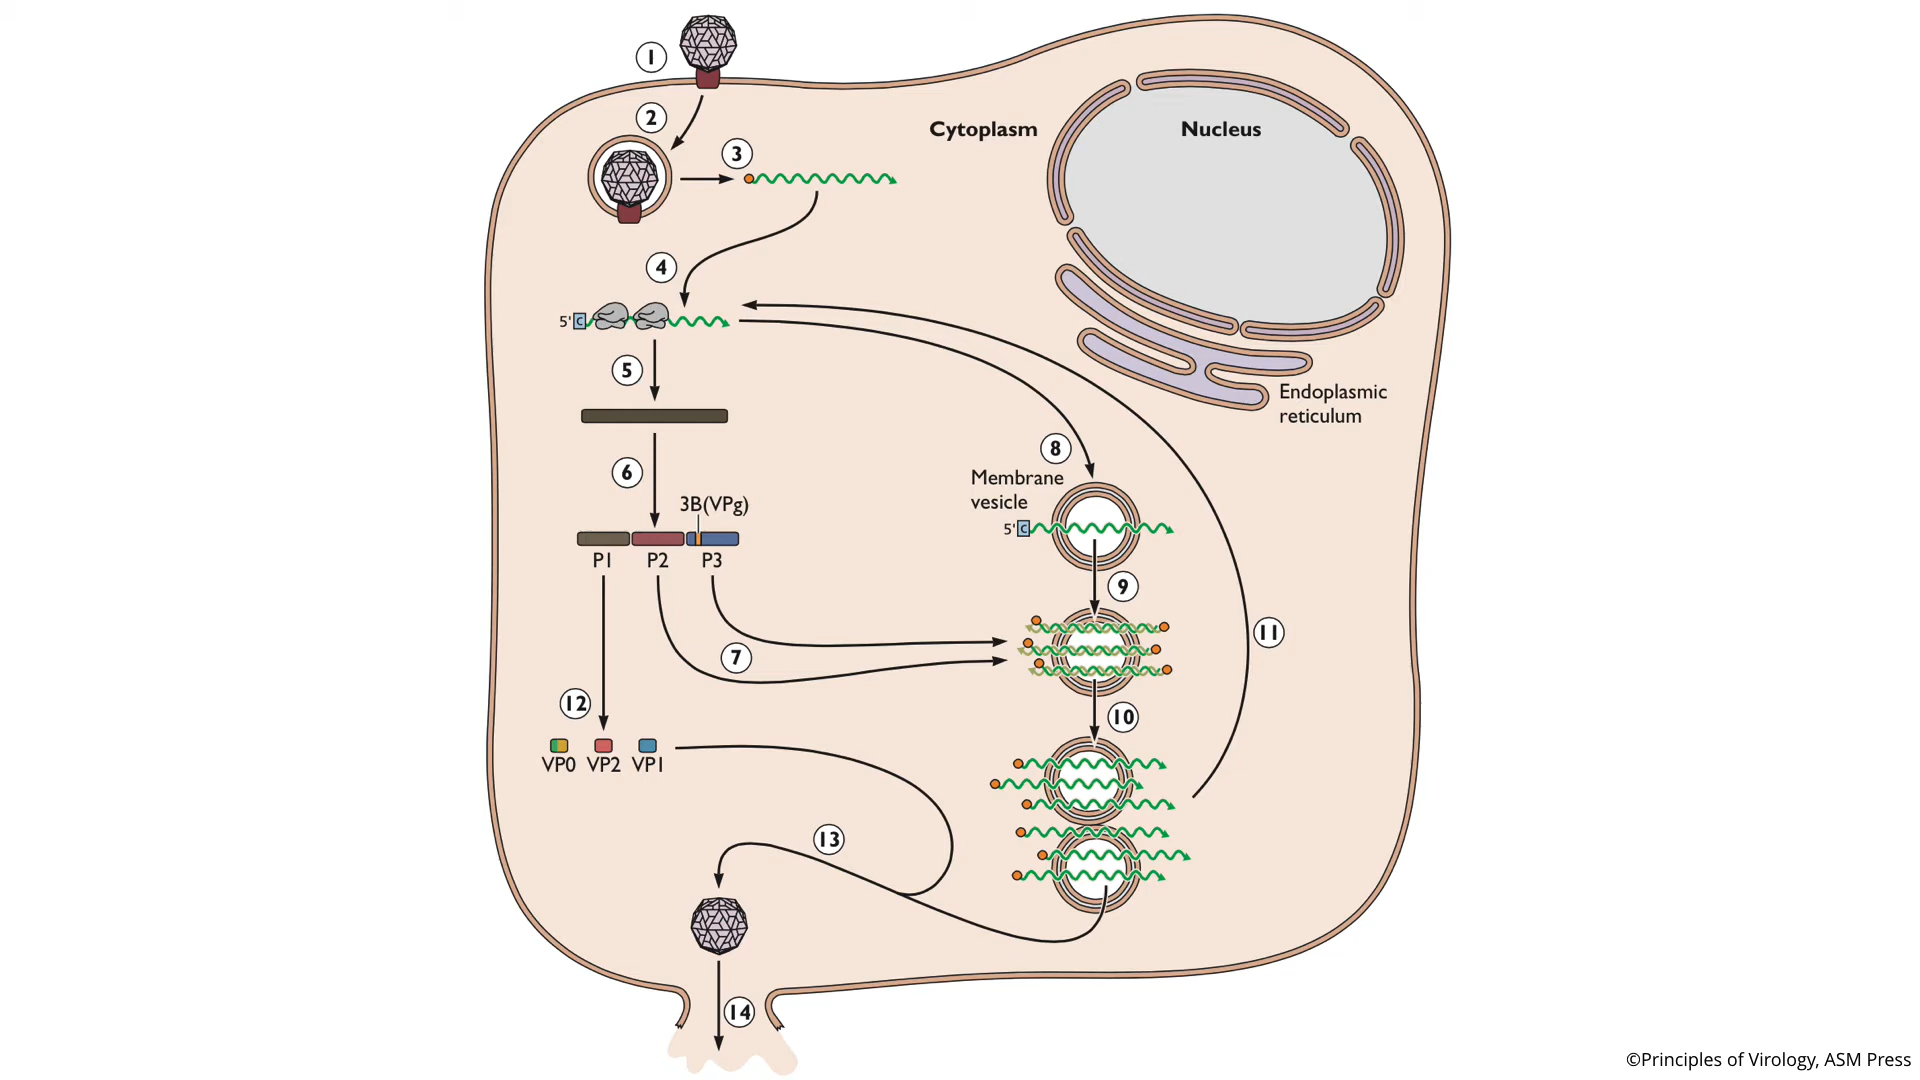 1
2
3
Cytoplasm
Nucleus
4
5' C
5
Endoplasmic
reticulum
8
6
Membrane
vesicle
3B(VPg)
5' C
P1 P2 P3
9
7
11
12
10
VP0 VP2 VP1
13
14
©Principles of Virology, ASM Press